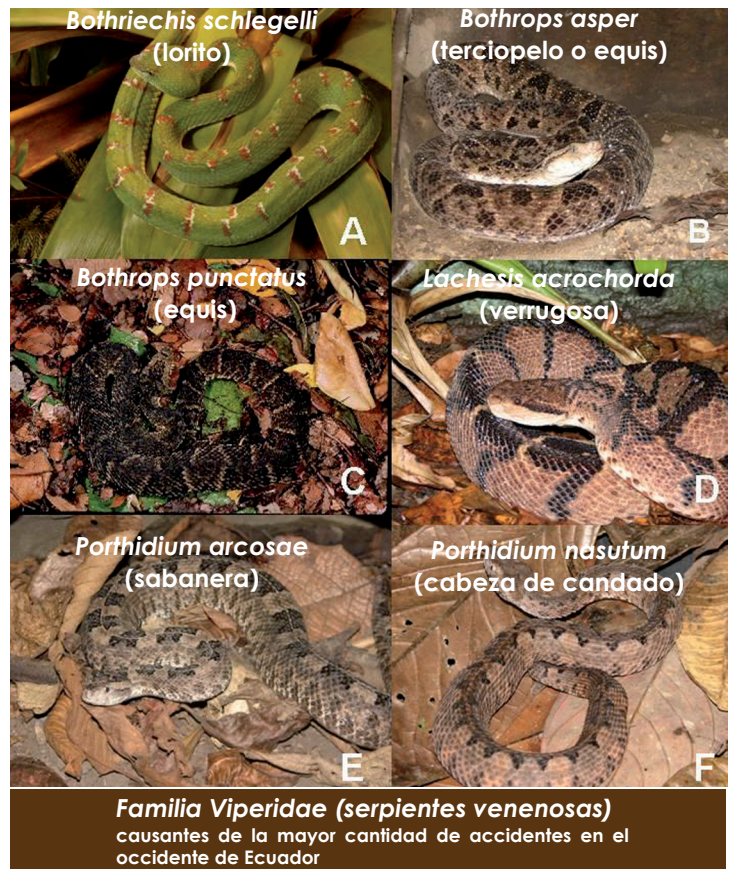 Bothriechis schlegelli
(lorito)
A
Bothrops asper
(terciopelo o equis)
B
Bothrops punctatus
(equis)
C
Lachesis acrochorda
(verrugosa)
D
Porthidium arcosae
(sabanera)
E
Porthidium nasutum
(cabeza de candado)
F
Familia Viperidae (serpientes venenosas)
causantes de la mayor cantidad de accidentes en el
occidente de Ecuador